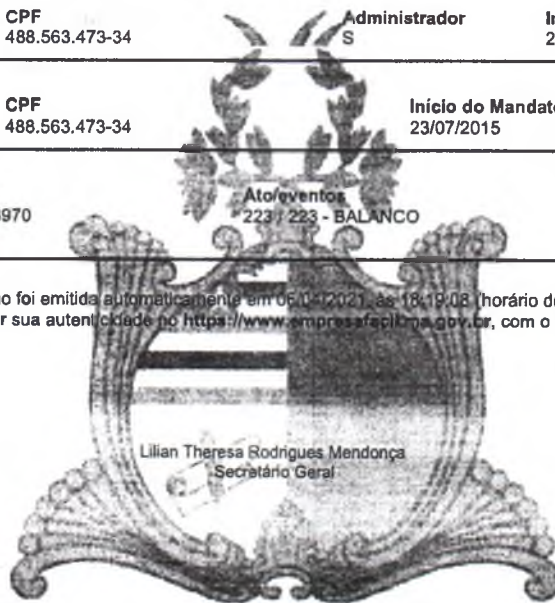 CPF Administrador
488.563.473-34 S 2
CPF Início do Mandato
488.563.473-34 23/07/2015
Ato/eventos
970 223 / 223 - BALANCO
o foi emitida automaticamente em 06/04/2021, às 18:19:08 (horário de
r sua autenticidade no https://www.empresafacil.ma.gov.br, com o
Lilian Theresa Rodrigues Mendonça
Secretário Geral